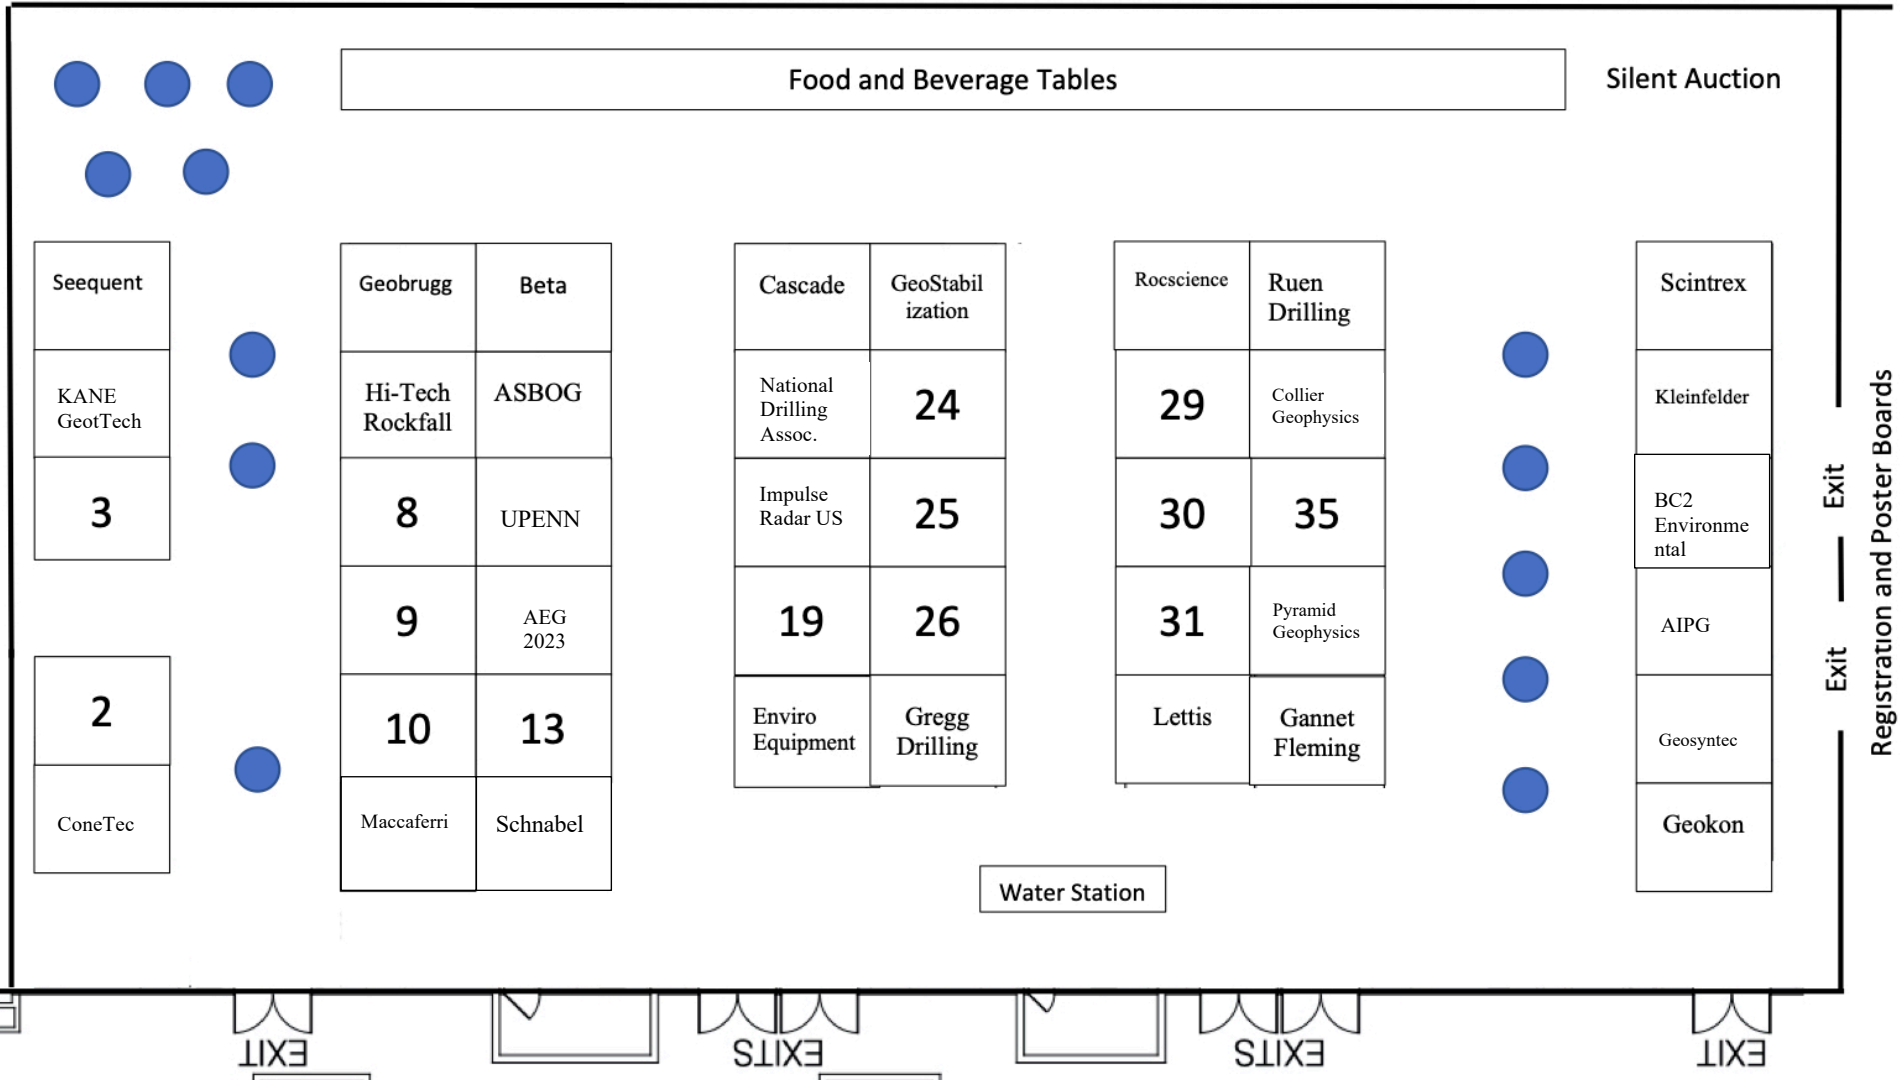 Food and Beverage Tables
Silent Auction
Seequent
KANE
GeotTech
3
2
ConeTec
Geobrugg
Beta
Hi-Tech
Rockfall
ASBOG
8
UPENN
9
AEG
2023
10
13
Maccaferri
Schnabel
Cascade
GeoStabil
ization
National
Drilling
Assoc.
24
Impulse
Radar US
25
19
26
Enviro
Equipment
Gregg
Drilling
Rocscience
Ruen
Drilling
29
Collier
Geophysics
30
35
31
Pyramid
Geophysics
Lettis
Gannet
Fleming
Water Station
Scintrex
Kleinfelder
BC2
Environme
ntal
AIPG
Geosyntec
Geokon
Exit
Exit
Registration and Poster Boards
EXIT
EXITS
EXITS
EXIT